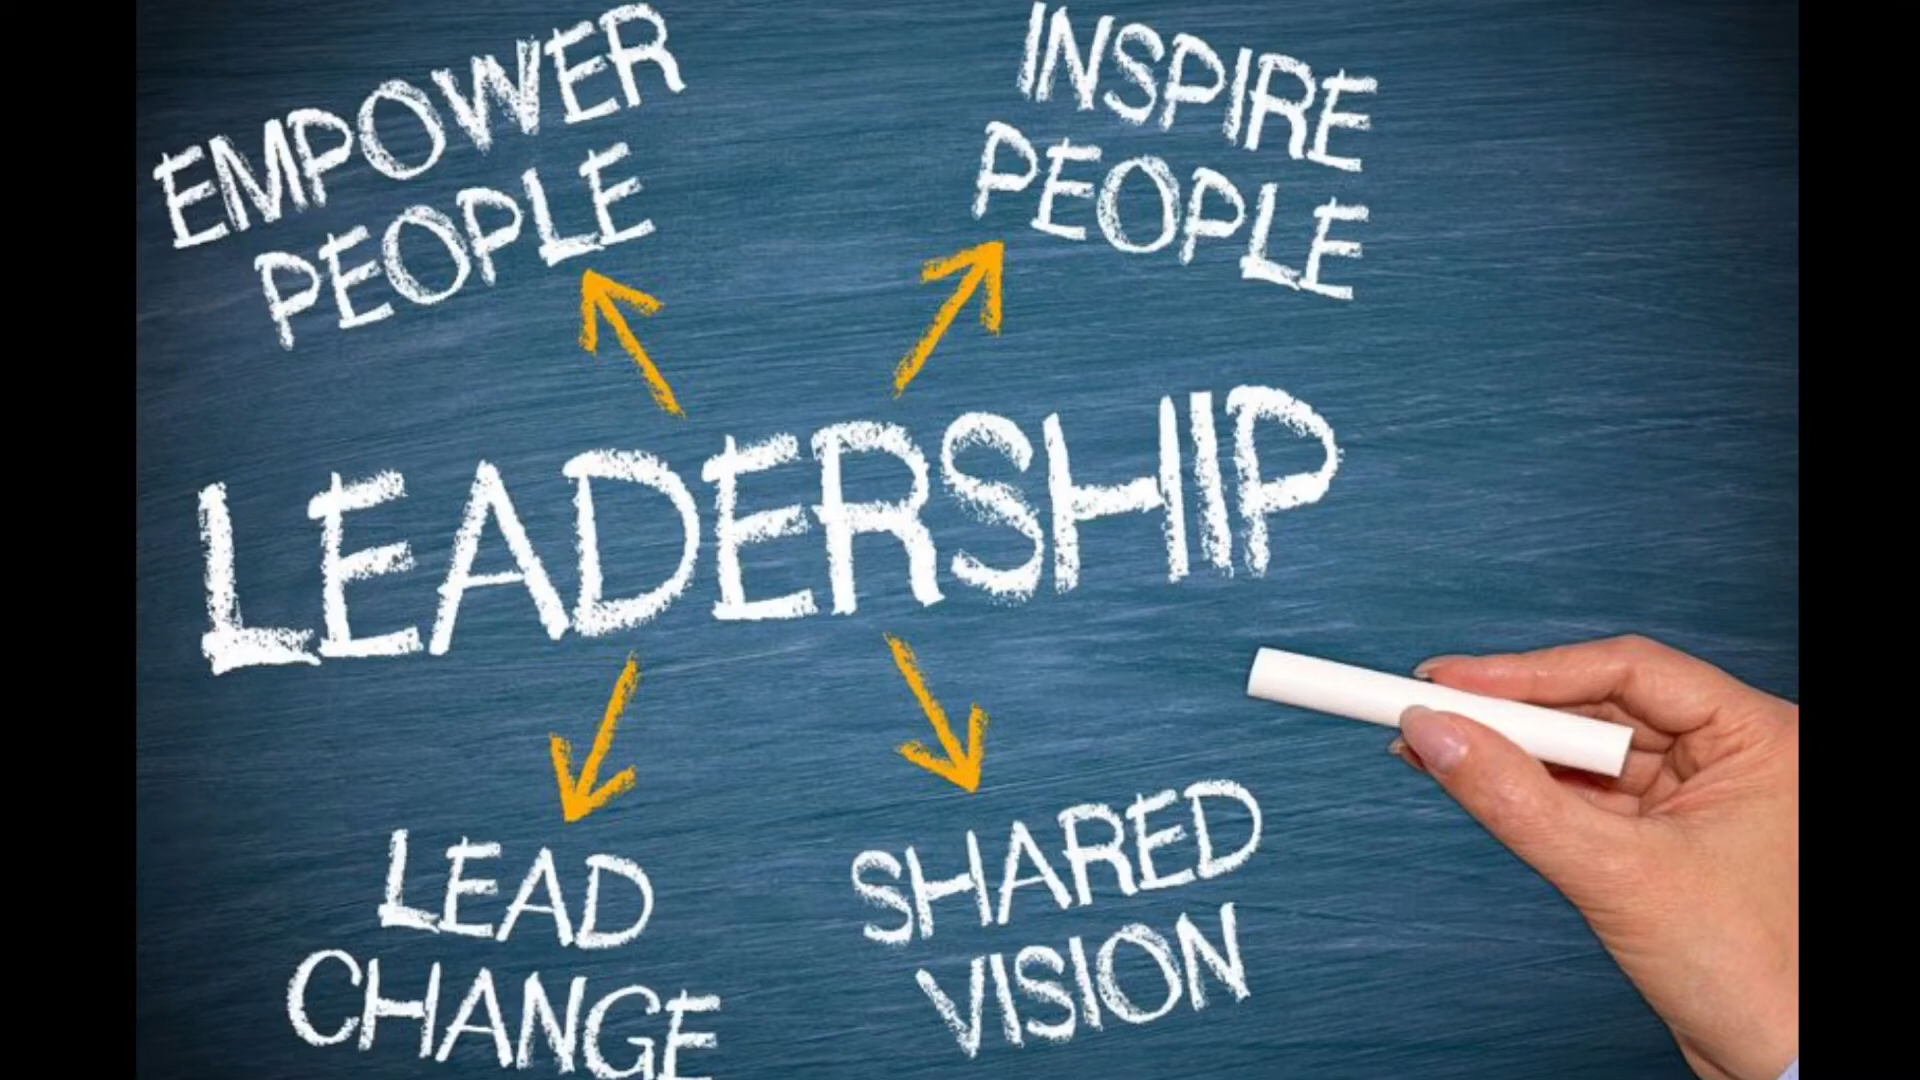 EMPOWER
PEOPLE
INSPIRE
PEOPLE
LEADERSHIP
LEAD
CHANGE
SHARED
VISION